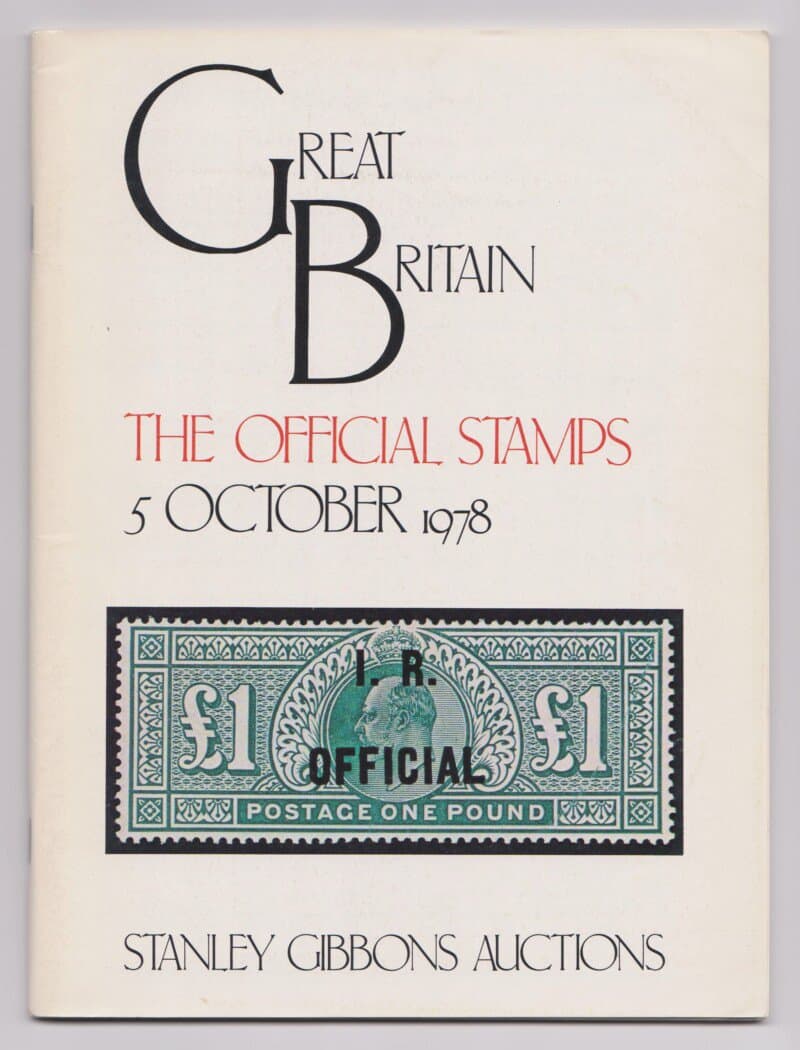 GREAT
BRITAIN
THE OFFICIAL STAMPS
5 OCTOBER 1978
I. R.
£1 £1
OFFICIAL
POSTAGE ONE POUND
STANLEY GIBBONS AUCTIONS